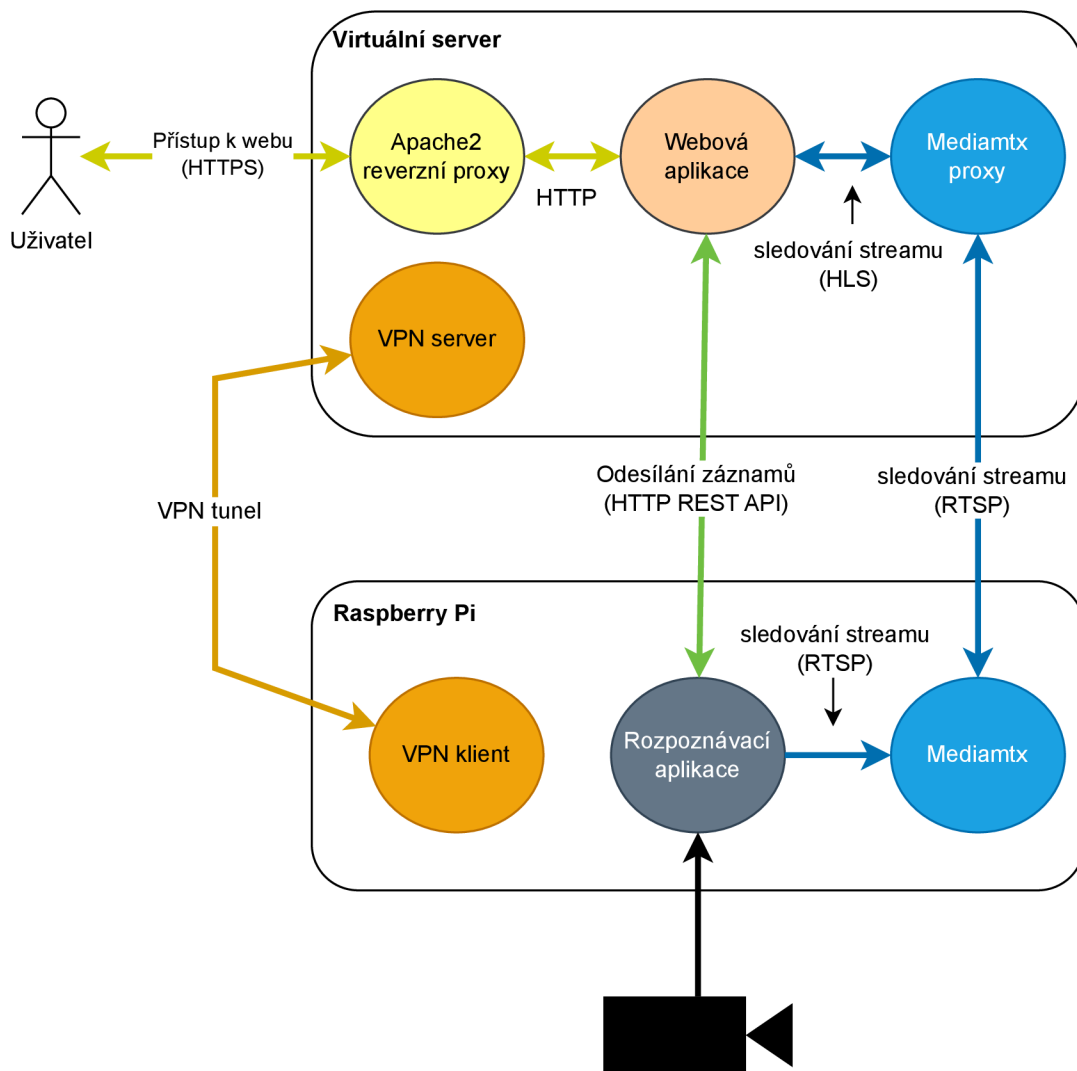 Virtuální server
Přístup k webu
(HTTPS)
Apache2
reverzní proxy
HTTP
Webová
aplikace
Mediamtx
proxy
Uživatel
sledování streamu
(HLS)
VPN server
Odesílání záznamů
(HTTP REST API)
sledování streamu
(RTSP)
VPN tunel
Raspberry Pi
sledování streamu
(RTSP)
VPN klient
Rozpoznávací
aplikace
Mediamtx